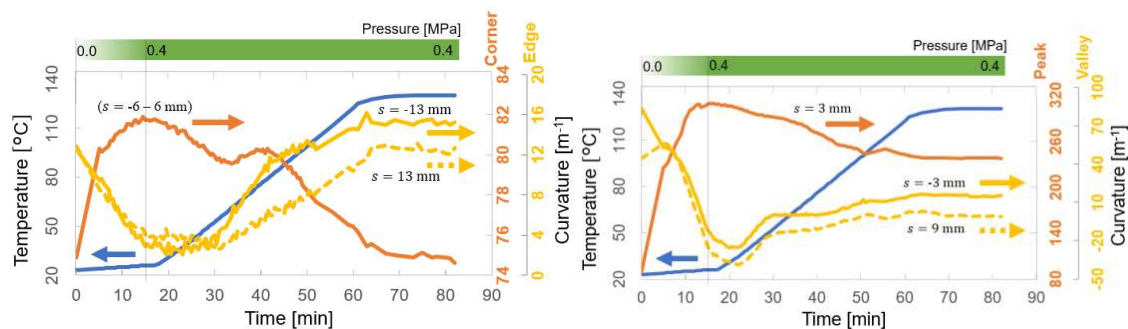 Pressure [MPa]
0.0 0.4 0.4
Corner
Edge
140
110
80
50
20
84
82
80
78
76
74
20
16
12
8
4
0
(s = -6 – 6 mm)
s = -13 mm
s = 13 mm
Temperature [°C]
Curvature [m⁻¹]
0 10 20 30 40 50 60 70 80 90
Time [min]
Pressure [MPa]
0.0 0.4 0.4
Peak
Valley
140
110
80
50
20
320
260
200
140
80
100
70
40
10
-20
-50
s = 3 mm
s = -3 mm
s = 9 mm
Temperature [°C]
Curvature [m⁻¹]
0 10 20 30 40 50 60 70 80 90
Time [min]